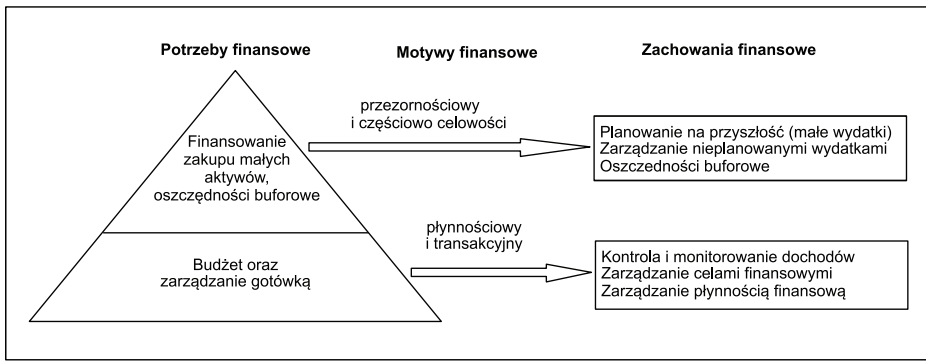 Potrzeby finansowe
Motywy finansowe
Zachowania finansowe
Finansowanie
zakupu małych
aktywów,
oszczędności buforowe
przezornościowy
i częściowo celowości
Planowanie na przyszłość (małe wydatki)
Zarządzanie nieplanowanymi wydatkami
Oszczedności buforowe
Budżet oraz
zarządzanie gotówką
płynnościowy
i transakcyjny
Kontrola i monitorowanie dochodów
Zarządzanie celami finansowymi
Zarządzanie płynnością finansową